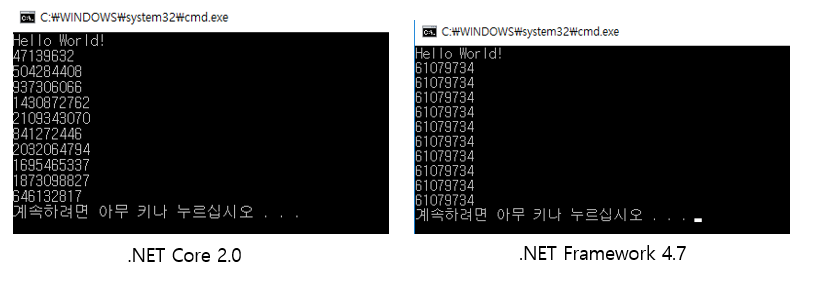 C:₩WINDOWS₩system32₩cmd.exe
Hello World!
47139632
504284408
937306066
1430872762
2109343070
841272446
2032064794
1695465337
1873098827
646132817
계속하려면 아무 키나 누르십시오 . . .
.NET Core 2.0
C:₩WINDOWS₩system32₩cmd.exe
Hello World!
61079734
61079734
61079734
61079734
61079734
61079734
61079734
61079734
61079734
61079734
계속하려면 아무 키나 누르십시오 . . .
.NET Framework 4.7